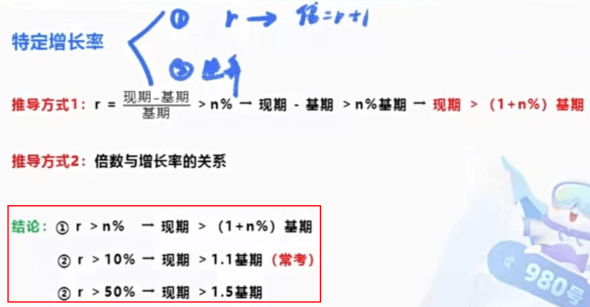 ① r → 倍=r+1
特定增长率
②
推导方式1: r = (现期-基期)/基期 > n% → 现期 - 基期 > n%基期 → 现期 > (1+n%) 基期
推导方式2: 倍数与增长率的关系
结论: ① r > n% → 现期 > (1+n%) 基期
② r > 10% → 现期 > 1.1基期 (常考)
② r > 50% → 现期 > 1.5基期
980号